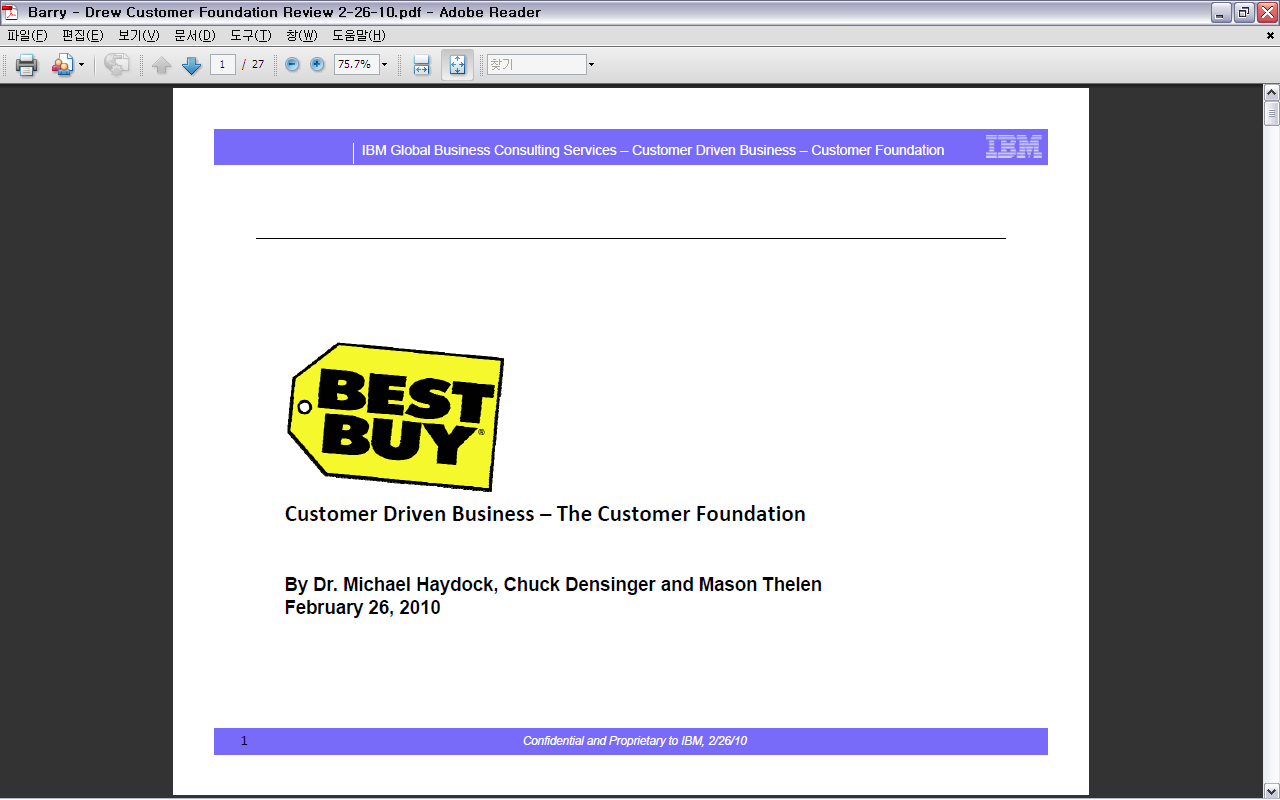 Barry - Drew Customer Foundation Review 2-26-10.pdf - Adobe Reader
파일(F) 편집(E) 보기(V) 문서(D) 도구(T) 창(W) 도움말(H)
1 / 27 75.7% 찾기
IBM Global Business Consulting Services – Customer Driven Business – Customer Foundation IBM
BEST
BUY®
Customer Driven Business – The Customer Foundation
By Dr. Michael Haydock, Chuck Densinger and Mason Thelen
February 26, 2010
1 Confidential and Proprietary to IBM, 2/26/10